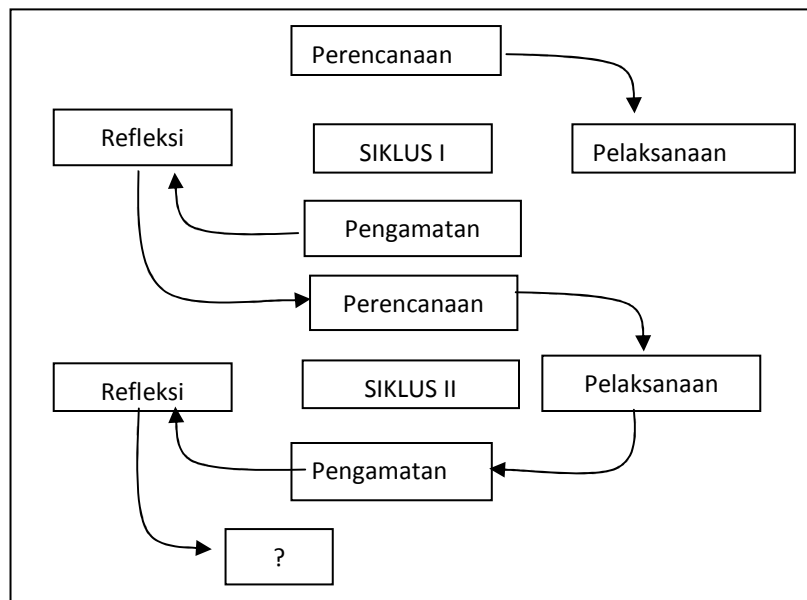 Perencanaan
Refleksi
SIKLUS I
Pelaksanaan
Pengamatan
Perencanaan
Refleksi
SIKLUS II
Pelaksanaan
Pengamatan
?